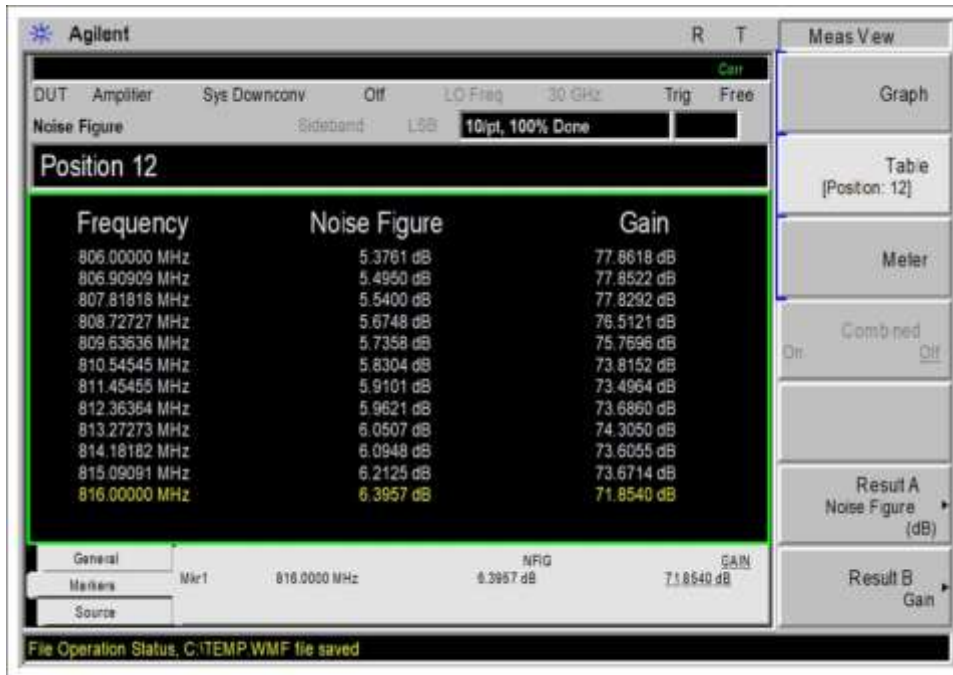 Agilent R T
Corr
DUT Amplifier Sys Downconv Off LO Freq 30 GHz Trig Free
Noise Figure Sideband LSB 10/pt, 100% Done
Position 12
Frequency Noise Figure Gain
806.00000 MHz 5.3761 dB 77.8618 dB
806.90909 MHz 5.4950 dB 77.8522 dB
807.81818 MHz 5.5400 dB 77.8292 dB
808.72727 MHz 5.6748 dB 76.5121 dB
809.63636 MHz 5.7358 dB 75.7696 dB
810.54545 MHz 5.8304 dB 73.8152 dB
811.45455 MHz 5.9101 dB 73.4964 dB
812.36364 MHz 5.9621 dB 73.6860 dB
813.27273 MHz 6.0507 dB 74.3050 dB
814.18182 MHz 6.0948 dB 73.6055 dB
815.09091 MHz 6.2125 dB 73.6714 dB
816.00000 MHz 6.3957 dB 71.8540 dB
General
Markers
Source
NFIG GAIN
Mkr1 816.0000 MHz 6.3957 dB 71.8540 dB
File Operation Status, C:\TEMP.WMF file saved
Meas View
Graph
Table
[Position: 12]
Meter
Combined
On Off
Result A
Noise Figure
(dB)
Result B
Gain